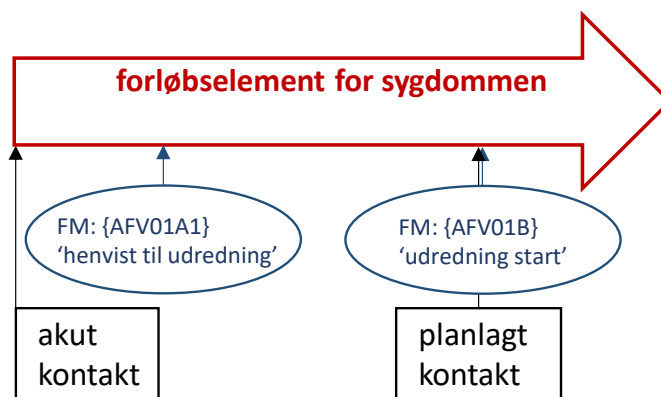 forløbselement for sygdommen
FM: {AFV01A1}
‘henvist til udredning’
FM: {AFV01B}
‘udredning start’
akut
kontakt
planlagt
kontakt